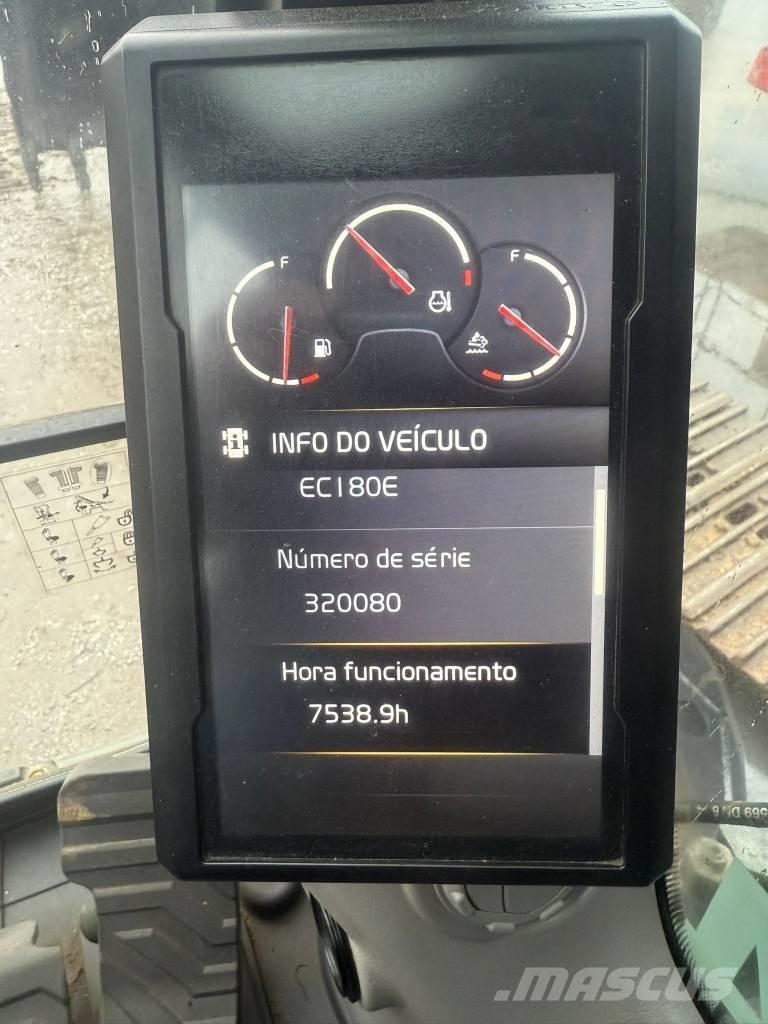 F
F
INFO DO VEÍCULO
EC180E
Número de série
320080
Hora funcionamento
7538.9h
MASCUS